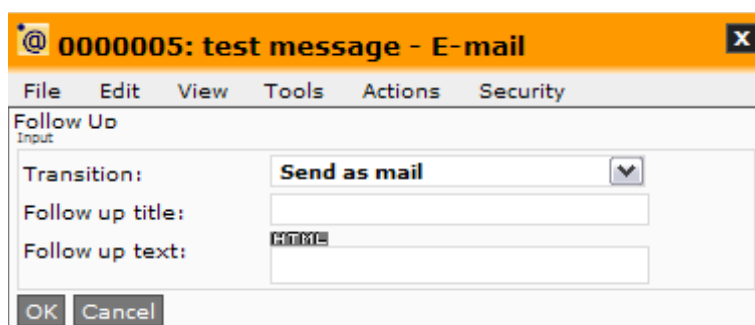 @ 0000005: test message - E-mail X
File Edit View Tools Actions Security
Follow Up
Input
Transition: Send as mail
Follow up title:
HTML
Follow up text:
OK Cancel